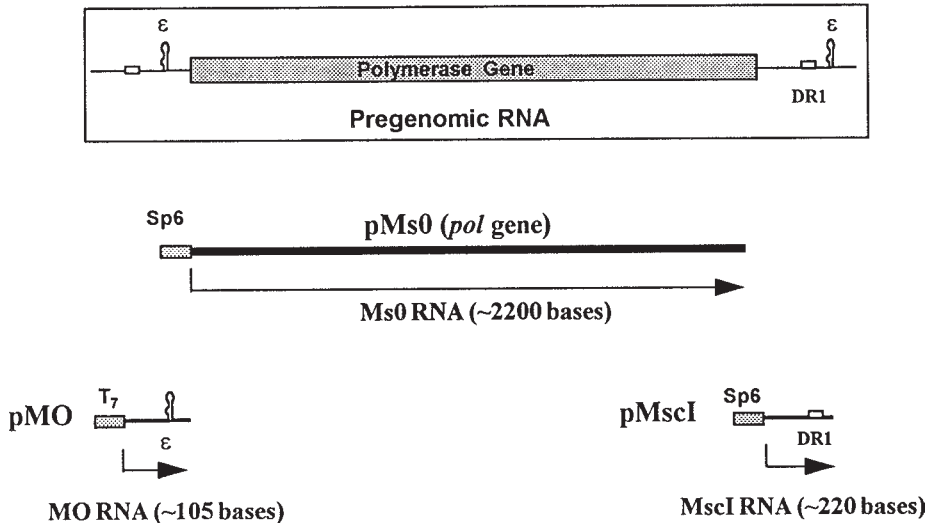 ε ε
Polymerase Gene
DR1
Pregenomic RNA
Sp6
pMs0 (pol gene)
Ms0 RNA (~2200 bases)
pMO T7 ε
MO RNA (~105 bases)
pMscI Sp6 DR1
MscI RNA (~220 bases)